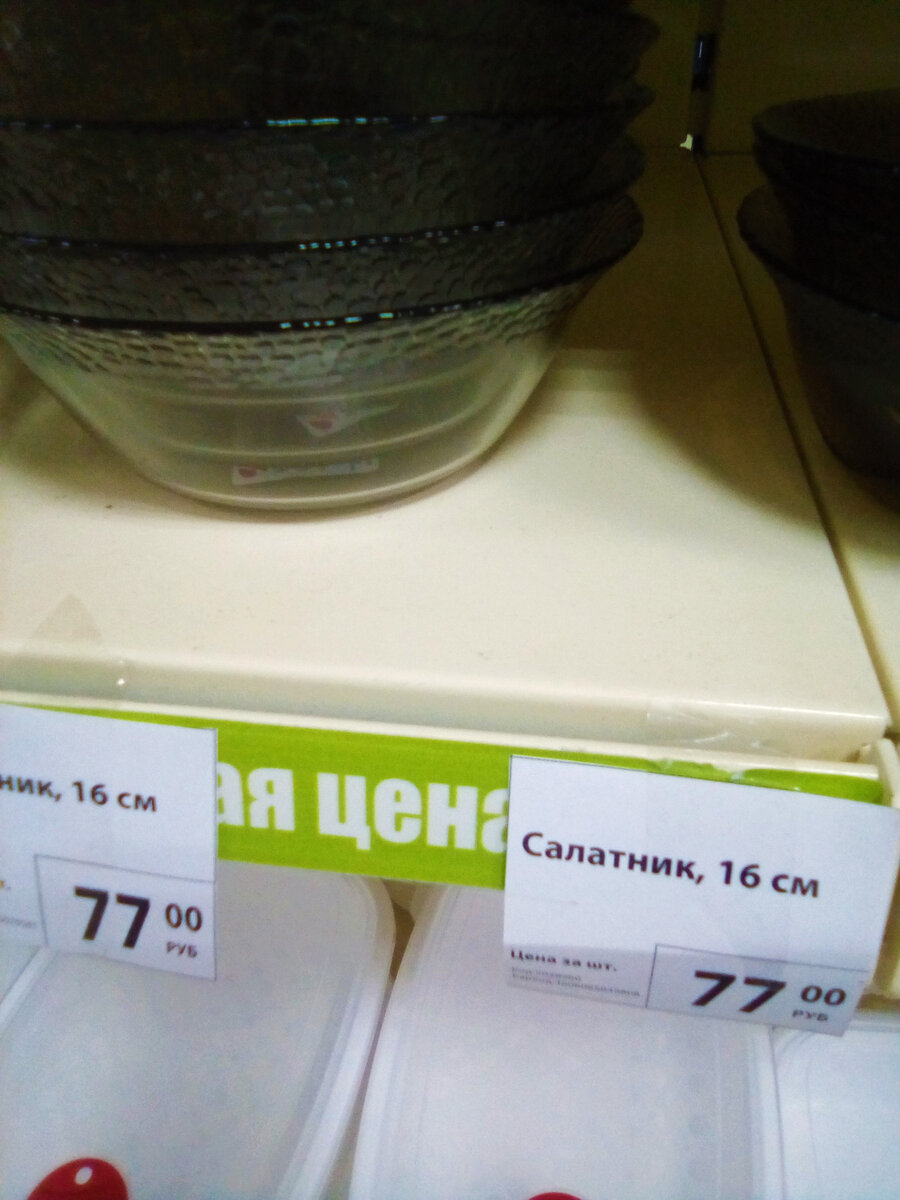 ник, 16 см
77 00
РУБ
ая цена
Салатник, 16 см
Цена за шт.
77 00
РУБ